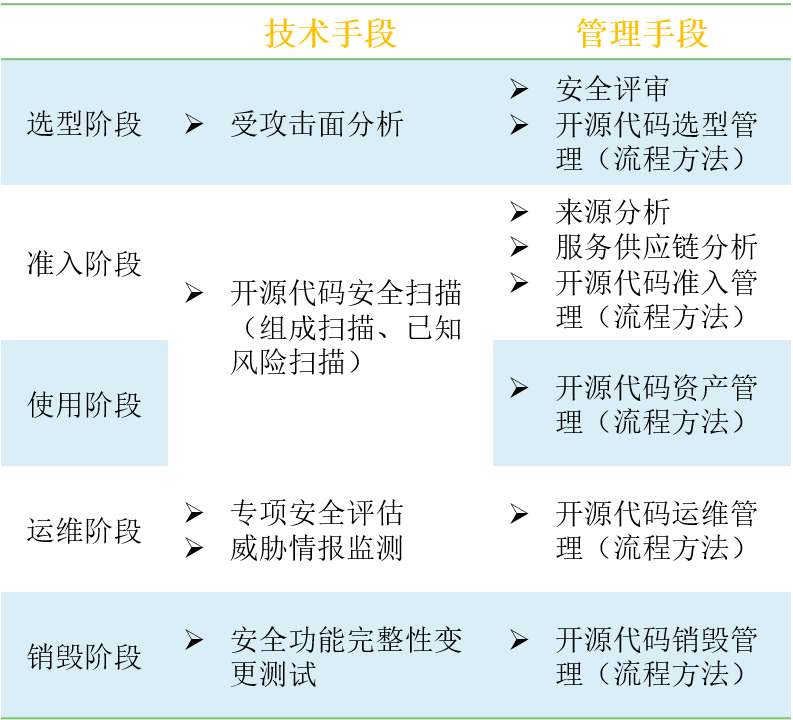 技术手段 管理手段
选型阶段
➢ 受攻击面分析
➢ 安全评审
➢ 开源代码选型管
理（流程方法）
准入阶段
➢ 开源代码安全扫描
（组成扫描、已知
风险扫描）
➢ 来源分析
➢ 服务供应链分析
➢ 开源代码准入管
理（流程方法）
使用阶段
➢ 开源代码资产管
理（流程方法）
运维阶段
➢ 专项安全评估
➢ 威胁情报监测
➢ 开源代码运维管
理（流程方法）
销毁阶段
➢ 安全功能完整性变
更测试
➢ 开源代码销毁管
理（流程方法）